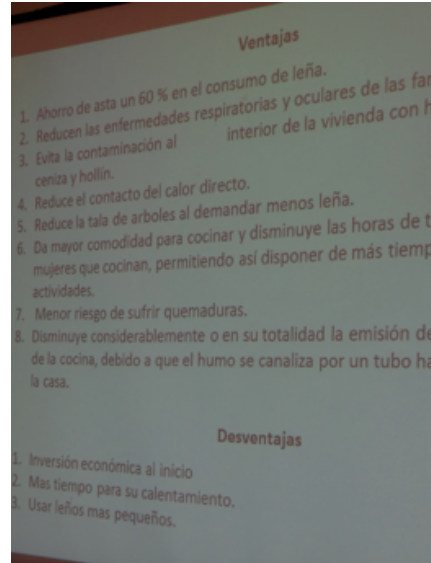 Ventajas
1. Ahorro de asta un 60 % en el consumo de leña.
2. Reducen las enfermedades respiratorias y oculares de las
3. Evita la contaminación al interior de la vivienda con
ceniza y hollín.
4. Reduce el contacto del calor directo.
5. Reduce la tala de arboles al demandar menos leña.
6. Da mayor comodidad para cocinar y disminuye las horas de
mujeres que cocinan, permitiendo así disponer de más
actividades.
7. Menor riesgo de sufrir quemaduras.
8. Disminuye considerablemente o en su totalidad la emisión
de la cocina, debido a que el humo se canaliza por un tubo
la casa.
Desventajas
1. Inversión económica al inicio
2. Mas tiempo para su calentamiento.
3. Usar leños mas pequeños.